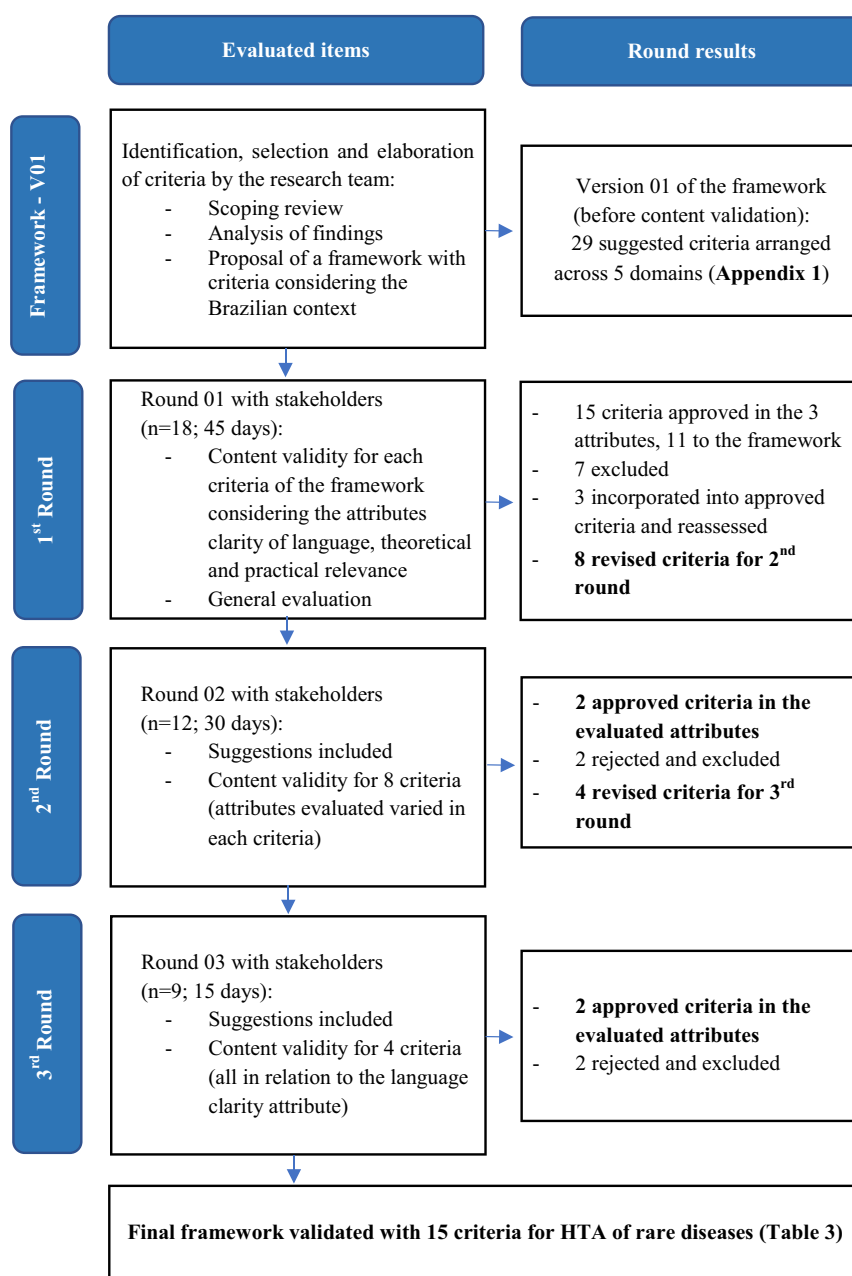 Evaluated items
Round results
Framework - V01
Identification, selection and elaboration
of criteria by the research team:
- Scoping review
- Analysis of findings
- Proposal of a framework with
criteria considering the
Brazilian context
Version 01 of the framework
(before content validation):
29 suggested criteria arranged
across 5 domains (Appendix 1)
1st Round
Round 01 with stakeholders
(n=18; 45 days):
- Content validity for each
criteria of the framework
considering the attributes
clarity of language, theoretical
and practical relevance
- General evaluation
- 15 criteria approved in the 3
attributes, 11 to the framework
- 7 excluded
- 3 incorporated into approved
criteria and reassessed
- 8 revised criteria for 2nd
round
2nd Round
Round 02 with stakeholders
(n=12; 30 days):
- Suggestions included
- Content validity for 8 criteria
(attributes evaluated varied in
each criteria)
- 2 approved criteria in the
evaluated attributes
- 2 rejected and excluded
- 4 revised criteria for 3rd
round
3rd Round
Round 03 with stakeholders
(n=9; 15 days):
- Suggestions included
- Content validity for 4 criteria
(all in relation to the language
clarity attribute)
- 2 approved criteria in the
evaluated attributes
- 2 rejected and excluded
Final framework validated with 15 criteria for HTA of rare diseases (Table 3)